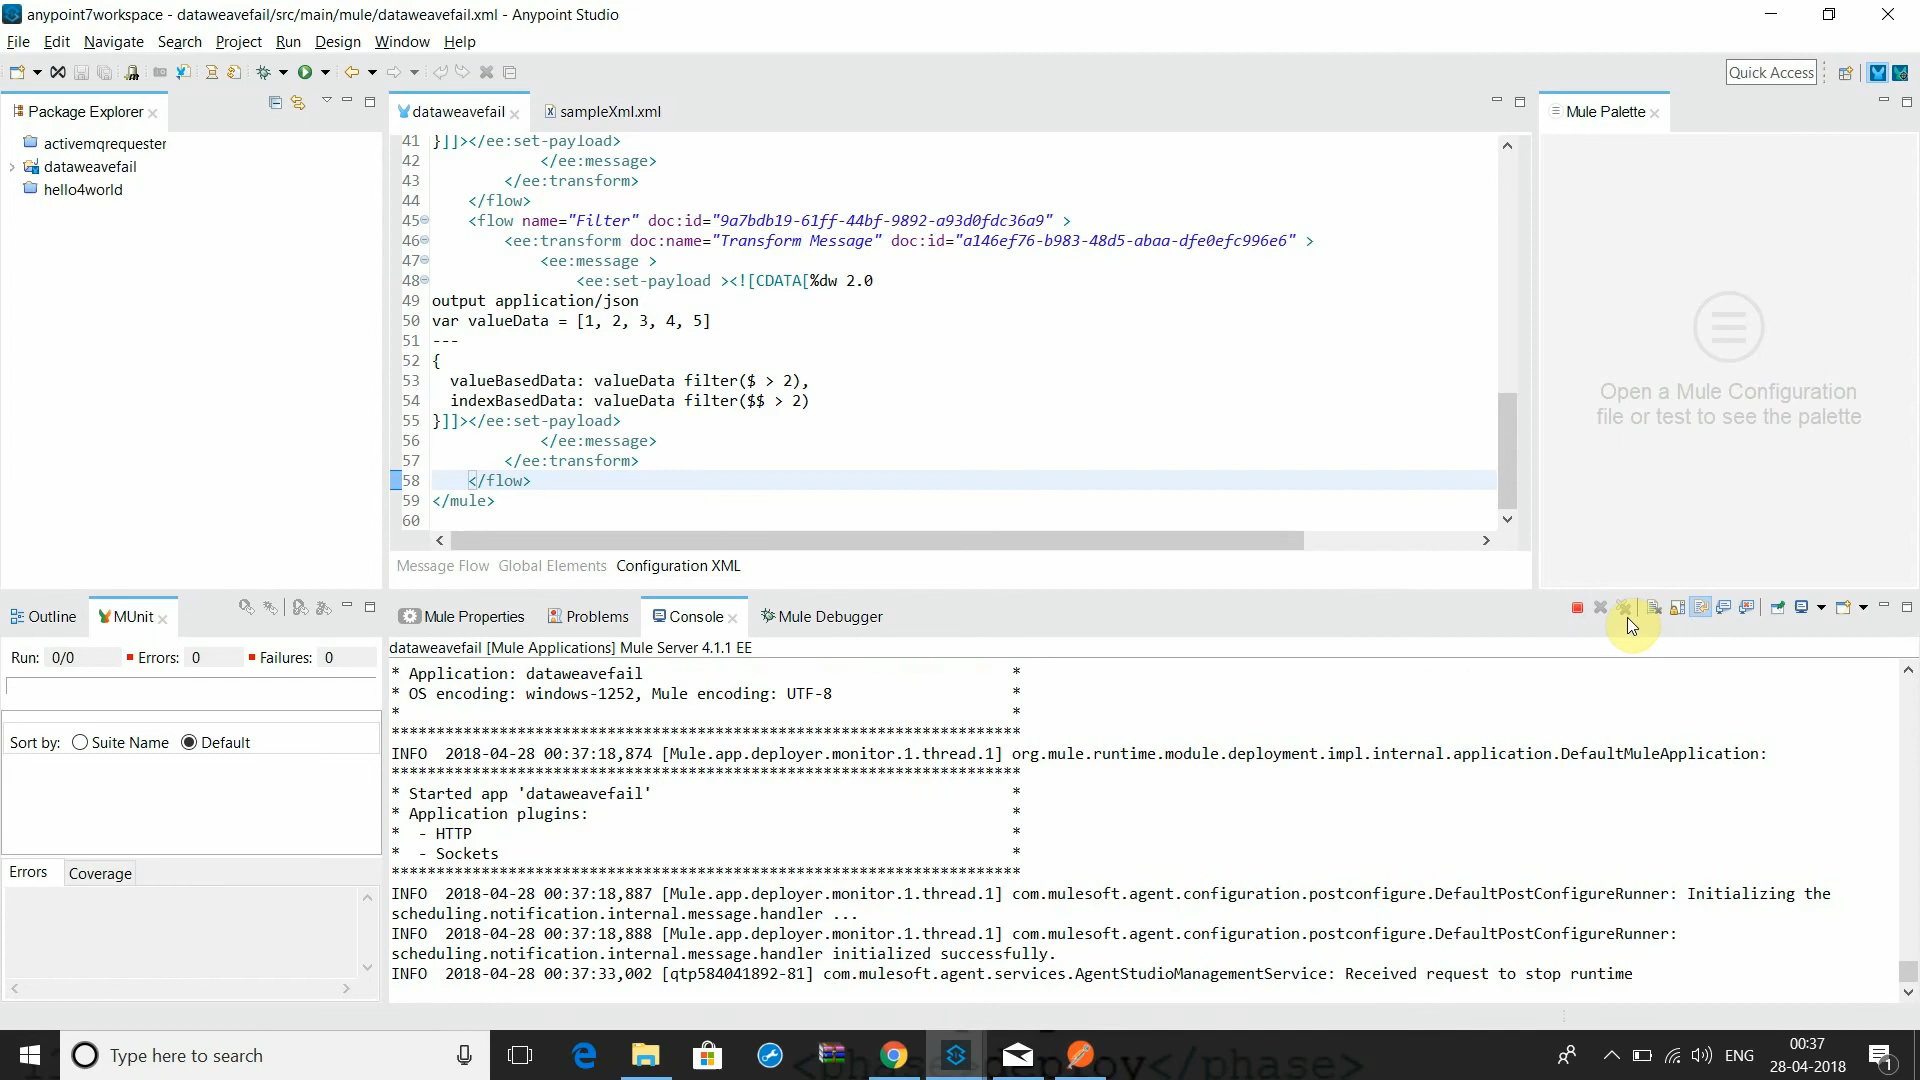 anypoint7workspace - dataweavefail/src/main/mule/dataweavefail.xml - Anypoint Studio
File Edit Navigate Search Project Run Design Window Help
Quick Access
Package Explorer
activemqrequester
dataweavefail
hello4world
dataweavefail sampleXml.xml
41 }]]></ee:set-payload>
42 </ee:message>
43 </ee:transform>
44 </flow>
45 <flow name="Filter" doc:id="9a7bdb19-61ff-44bf-9892-a93d0fdc36a9" >
46 <ee:transform doc:name="Transform Message" doc:id="a146ef76-b983-48d5-abaa-dfe0efc996e6" >
47 <ee:message >
48 <ee:set-payload ><![CDATA[%dw 2.0
49 output application/json
50 var valueData = [1, 2, 3, 4, 5]
51 ---
52 {
53 valueBasedData: valueData filter($ > 2),
54 indexBasedData: valueData filter($$ > 2)
55 }]]></ee:set-payload>
56 </ee:message>
57 </ee:transform>
58 </flow>
59 </mule>
60
Message Flow Global Elements Configuration XML
Mule Palette
Open a Mule Configuration
file or test to see the palette
Outline MUnit
Run: 0/0 Errors: 0 Failures: 0
Sort by: Suite Name Default
Errors Coverage
Mule Properties Problems Console Mule Debugger
dataweavefail [Mule Applications] Mule Server 4.1.1 EE
* Application: dataweavefail *
* OS encoding: windows-1252, Mule encoding: UTF-8 *
* *
**********************************************************************
INFO 2018-04-28 00:37:18,874 [Mule.app.deployer.monitor.1.thread.1] org.mule.runtime.module.deployment.impl.internal.application.DefaultMuleApplication:
**********************************************************************
* Started app 'dataweavefail' *
* Application plugins: *
* - HTTP *
* - Sockets *
**********************************************************************
INFO 2018-04-28 00:37:18,887 [Mule.app.deployer.monitor.1.thread.1] com.mulesoft.agent.configuration.postconfigure.DefaultPostConfigureRunner: Initializing the
scheduling.notification.internal.message.handler ...
INFO 2018-04-28 00:37:18,888 [Mule.app.deployer.monitor.1.thread.1] com.mulesoft.agent.configuration.postconfigure.DefaultPostConfigureRunner:
scheduling.notification.internal.message.handler initialized successfully.
INFO 2018-04-28 00:37:33,002 [qtp584041892-81] com.mulesoft.agent.services.AgentStudioManagementService: Received request to stop runtime
Type here to search
<phase>deploy</phase>
ENG
00:37
28-04-2018
1